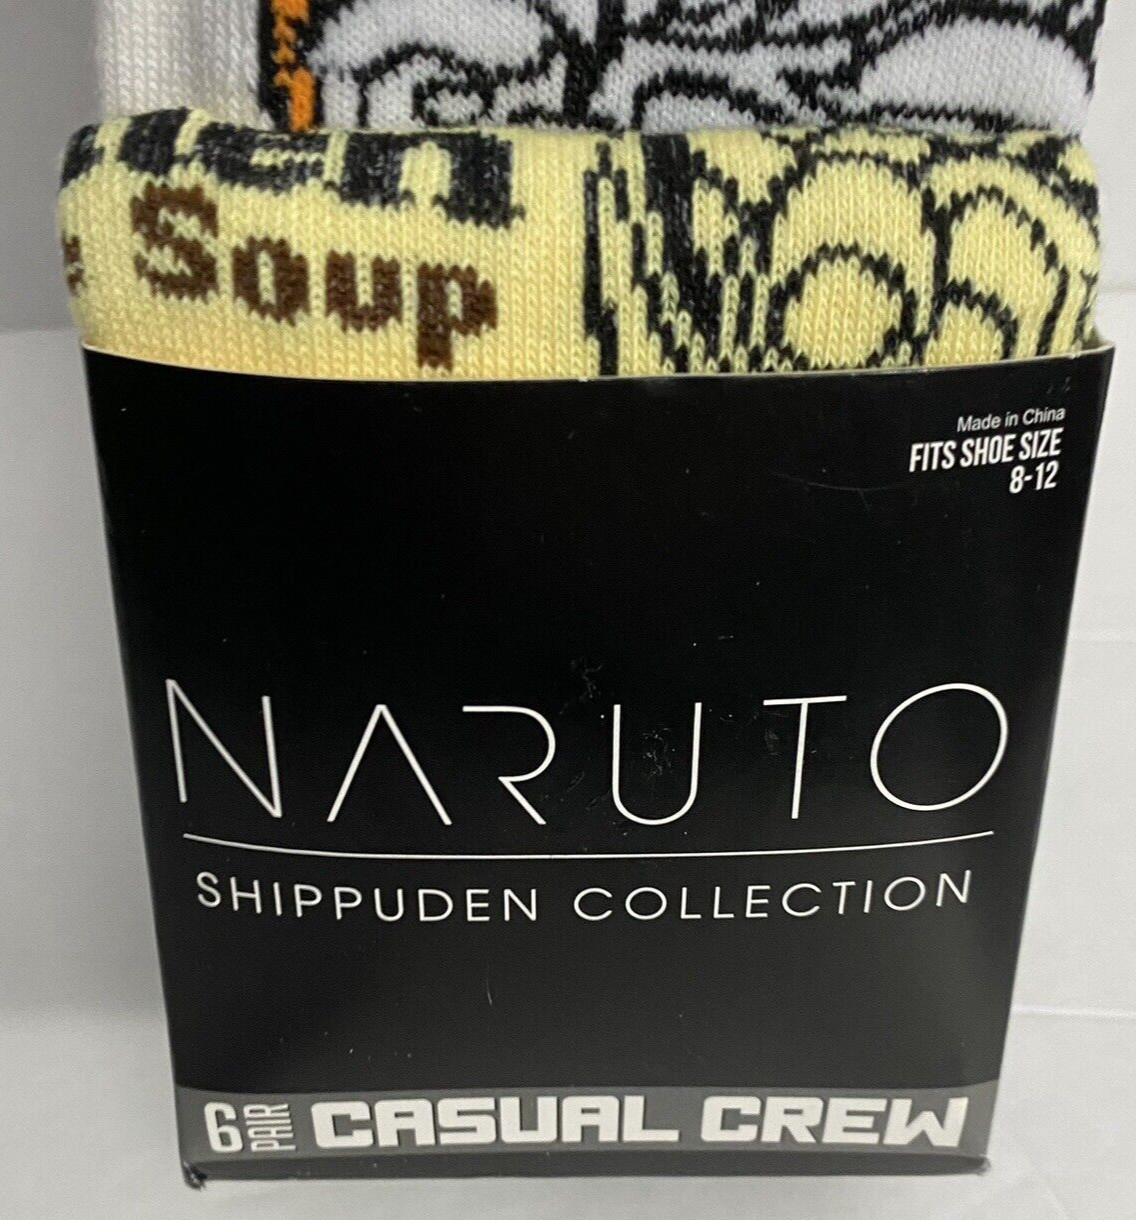 Soup
Made in China
FITS SHOE SIZE
8-12
NARUTO
SHIPPUDEN COLLECTION
6 PAIR CASUAL CREW